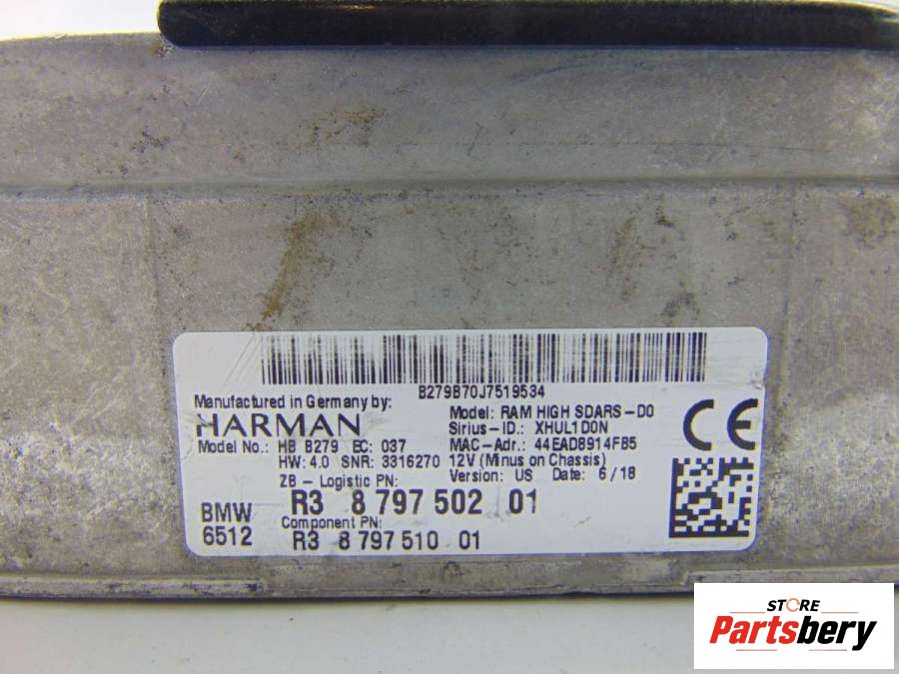 B279B70J7519534
Manufactured in Germany by:
HARMAN
Model: RAM HIGH SDARS-DO
Sirius-ID.: XHUL1D0N
Model No.: HB B279 EC: 037
MAC-Adr.: 44EAD8914FB5
HW: 4.0 SNR: 3316270
12V (Minus on Chassis)
Version: US Date: 6/18
ZB - Logistic PN:
R3 8 797 502 01
BMW
6512
Component PN:
R3 8 797 510 01
CE
STORE
Partsbery